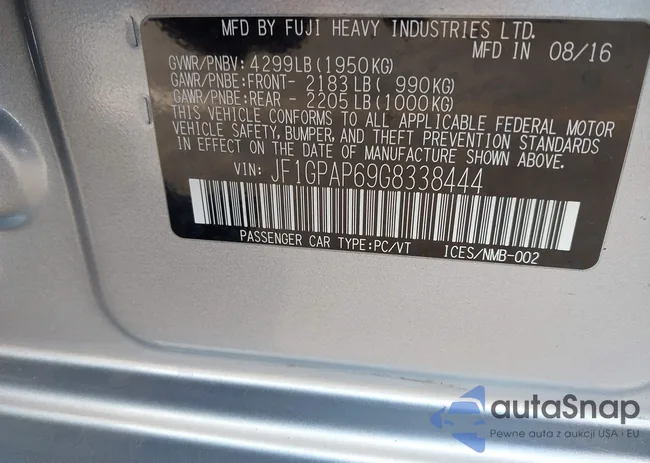 MFD BY FUJI HEAVY INDUSTRIES LTD.
MFD IN 08/16
GVWR/PNBV: 4299LB(1950KG)
GAWR/PNBE:FRONT- 2183LB( 990KG)
GAWR/PNBE:REAR - 2205LB(1000KG)
THIS VEHICLE CONFORMS TO ALL APPLICABLE FEDERAL MOTOR
VEHICLE SAFETY, BUMPER, AND THEFT PREVENTION STANDARDS
IN EFFECT ON THE DATE OF MANUFACTURE SHOWN ABOVE.
VIN: JF1GPAP69G8338444
PASSENGER CAR TYPE:PC/VT ICES/NMB-002
autaSnap
Pewne auta z aukcji USA i EU